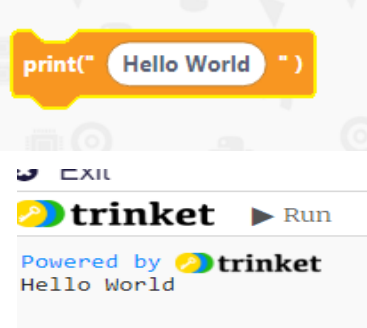 print(" Hello World ")
Exit
trinket ▶ Run
Powered by trinket
Hello World